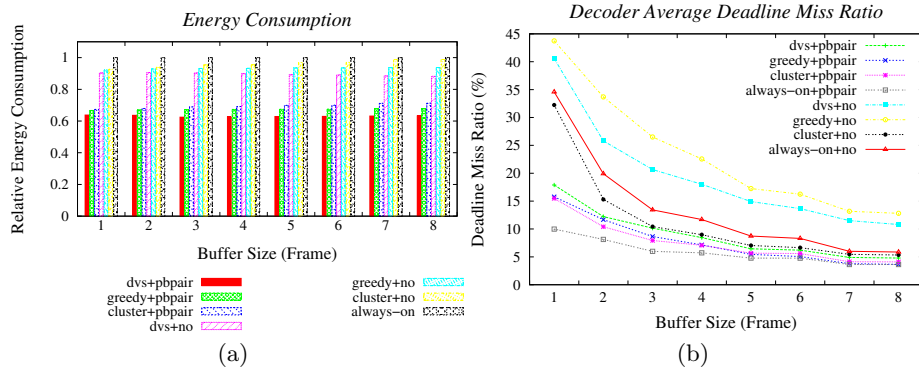 Energy Consumption
Relative Energy Consumption
1
0.8
0.6
0.4
0.2
0
1 2 3 4 5 6 7 8
Buffer Size (Frame)
dvs+pbpair
greedy+pbpair
cluster+pbpair
dvs+no
greedy+no
cluster+no
always-on
(a)
Decoder Average Deadline Miss Ratio
Deadline Miss Ratio (%)
45
40
35
30
25
20
15
10
5
0
dvs+pbpair
greedy+pbpair
cluster+pbpair
always-on+pbpair
dvs+no
greedy+no
cluster+no
always-on+no
1 2 3 4 5 6 7 8
Buffer Size (Frame)
(b)